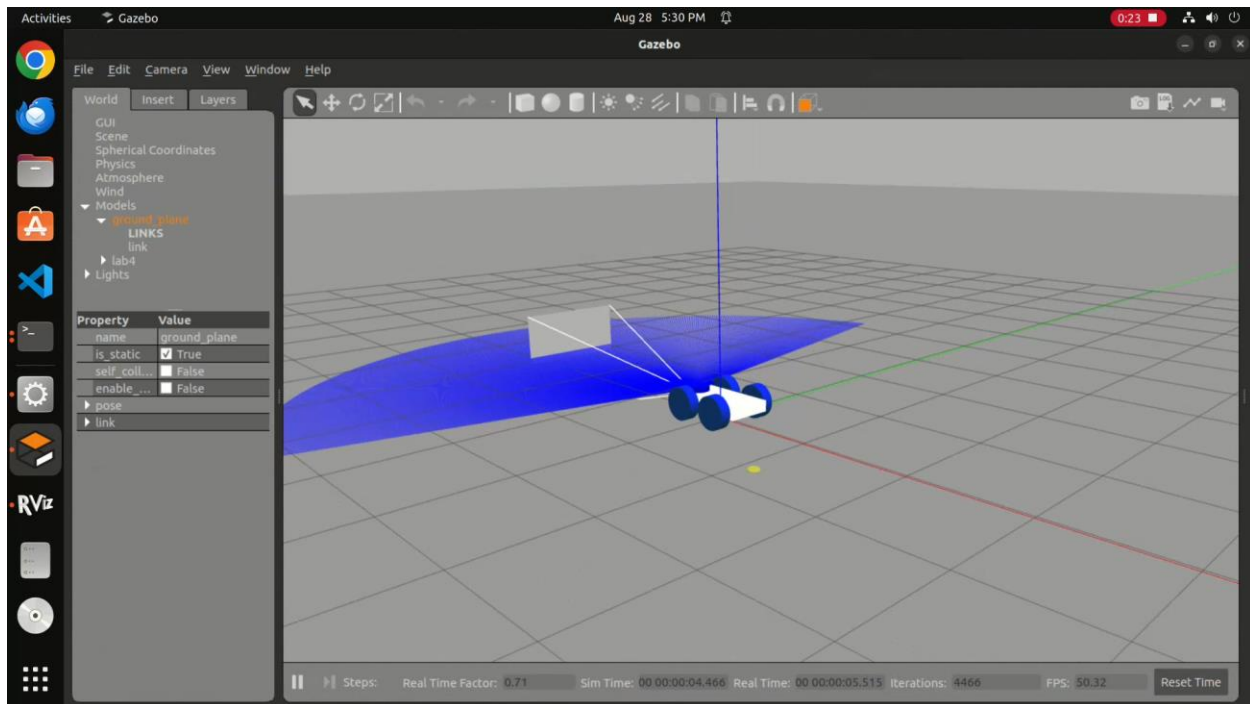 Activities Gazebo Aug 28 5:30 PM 0:23
Gazebo
File Edit Camera View Window Help
World Insert Layers
GUI
Scene
Spherical Coordinates
Physics
Atmosphere
Wind
Models
ground_plane
LINKS
link
lab4
Lights
Property Value
name ground_plane
is_static True
self_coll... False
enable_... False
pose
link
RViz
Steps: Real Time Factor: 0.71 Sim Time: 00 00:00:04.466 Real Time: 00 00:00:05.515 Iterations: 4466 FPS: 50.32 Reset Time